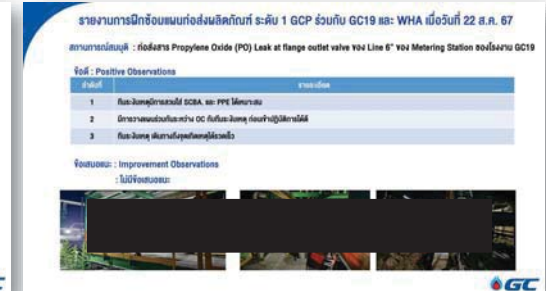 รายงานการฝึกซ้อมแผนท่อส่งผลิตภัณฑ์ ระดับ 1 GCP ร่วมกับ GC19 และ WHA เมื่อวันที่ 22 ส.ค. 67
สถานการณ์สมมุติ : ท่อส่งสาร Propylene Oxide (PO) Leak at flange outlet valve ของ Line 6" ของ Metering Station ของโรงงาน GC19
ข้อดี : Positive Observations
ลำดับที่ รายละเอียด
1 ทีมระงับเหตุมีการสวมใส่ SCBA. และ PPE ได้เหมาะสม
2 มีการวางแผนร่วมกันระหว่าง OC กับทีมระงับเหตุ ก่อนเข้าปฏิบัติการได้ดี
3 ทีมระงับเหตุ เดินทางถึงจุดเกิดเหตุได้รวดเร็ว
ข้อเสนอแนะ : Improvement Observations
: ไม่มีข้อเสนอแนะ
GC